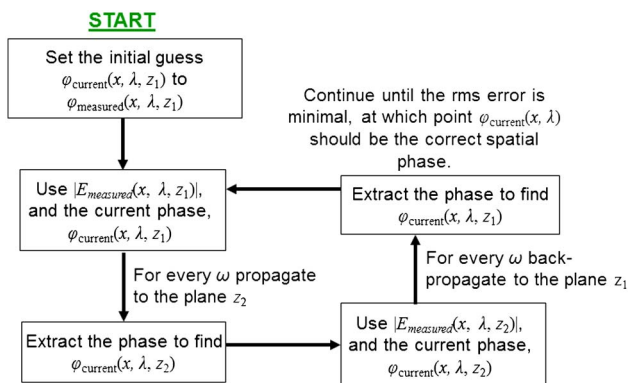 START
Set the initial guess
φcurrent(x, λ, z1) to
φmeasured(x, λ, z1)
Continue until the rms error is
minimal, at which point φcurrent(x, λ)
should be the correct spatial
phase.
Use |Emeasured(x, λ, z1)|,
and the current phase,
φcurrent(x, λ, z1)
Extract the phase to find
φcurrent(x, λ, z1)
For every ω propagate
to the plane z2
For every ω back-
propagate to the plane z1
Extract the phase to find
φcurrent(x, λ, z2)
Use |Emeasured(x, λ, z2)|,
and the current phase,
φcurrent(x, λ, z2)